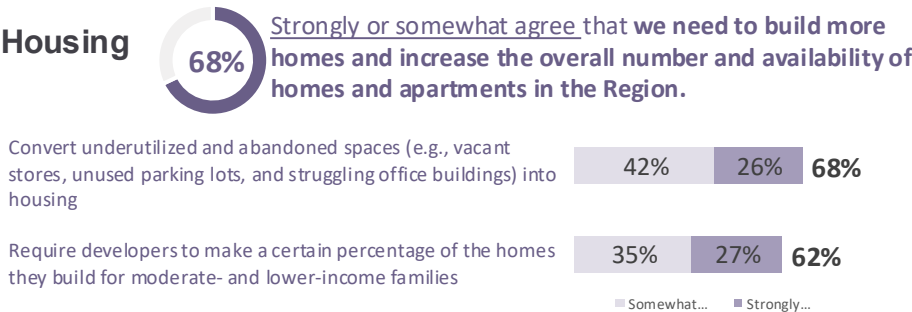 Housing
68%
Strongly or somewhat agree that we need to build more
homes and increase the overall number and availability of
homes and apartments in the Region.
Convert underutilized and abandoned spaces (e.g., vacant
stores, unused parking lots, and struggling office buildings) into
housing
42% 26% 68%
Require developers to make a certain percentage of the homes
they build for moderate- and lower-income families
35% 27% 62%
Somewhat... Strongly...